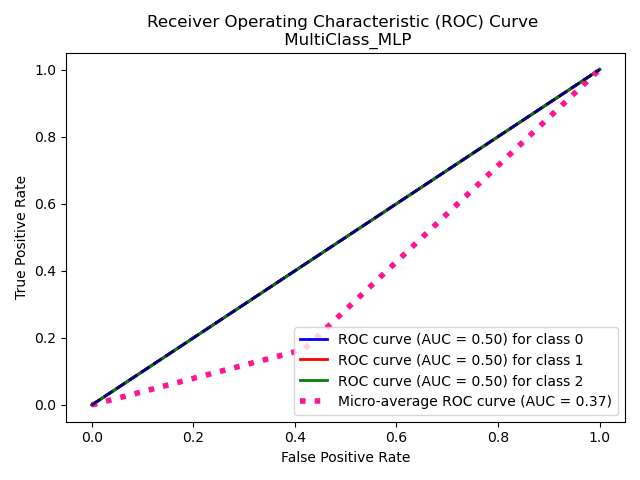 Receiver Operating Characteristic (ROC) Curve
MultiClass_MLP
1.0
0.8
0.6
0.4
0.2
0.0
True Positive Rate
ROC curve (AUC = 0.50) for class 0
ROC curve (AUC = 0.50) for class 1
ROC curve (AUC = 0.50) for class 2
Micro-average ROC curve (AUC = 0.37)
0.0 0.2 0.4 0.6 0.8 1.0
False Positive Rate